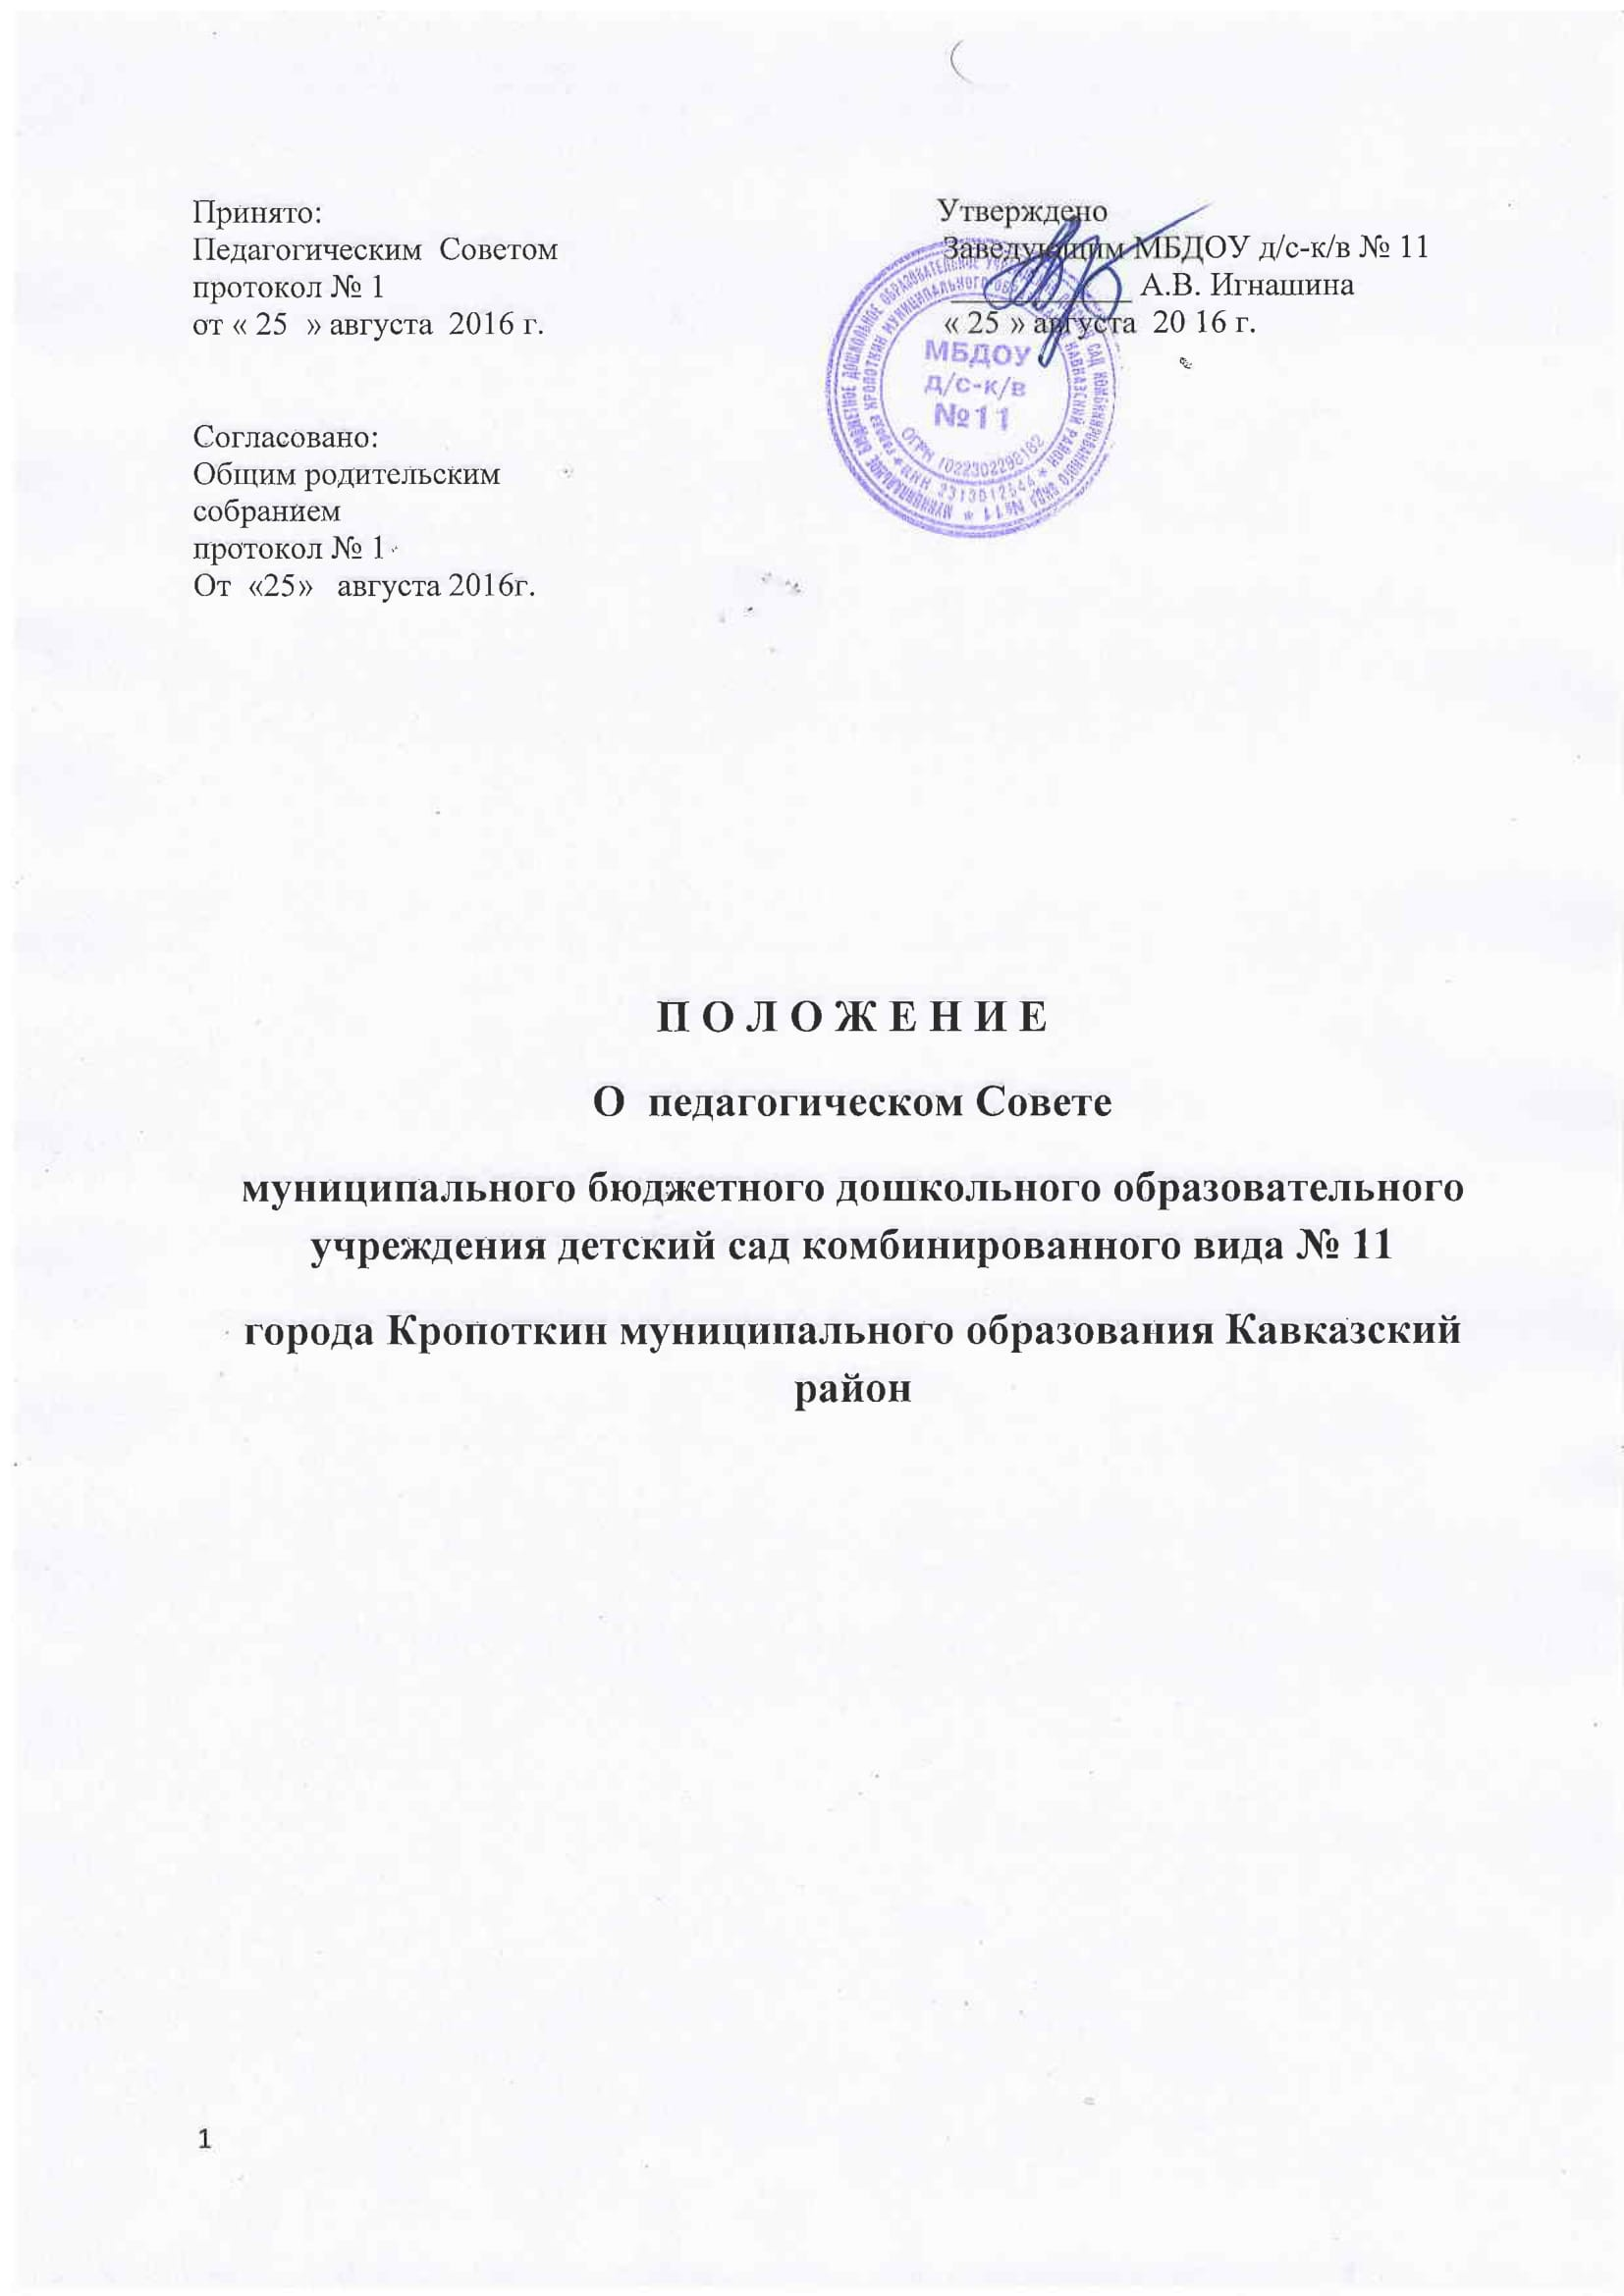 Принято:
Педагогическим Советом
протокол № 1
от « 25 » августа 2016 г.
Согласовано:
Общим родительским
собранием
протокол № 1
От «25» августа 2016г.
Утверждено
Заведующим МБДОУ д/с-к/в № 11
____________ А.В. Игнашина
« 25 » августа 20 16 г.
МБДОУ
д/с-к/в
№11
П О Л О Ж Е Н И Е
О педагогическом Совете
муниципального бюджетного дошкольного образовательного
учреждения детский сад комбинированного вида № 11
города Кропоткин муниципального образования Кавказский
район
1